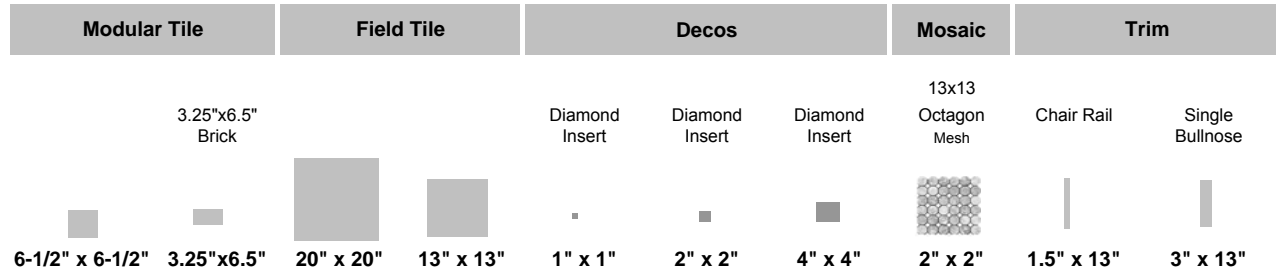 Modular Tile Field Tile Decos Mosaic Trim
13x13
3.25"x6.5" Diamond Diamond Diamond Octagon Chair Rail Single
Brick Insert Insert Insert Mesh Bullnose
6-1/2" x 6-1/2" 3.25"x6.5" 20" x 20" 13" x 13" 1" x 1" 2" x 2" 4" x 4" 2" x 2" 1.5" x 13" 3" x 13"